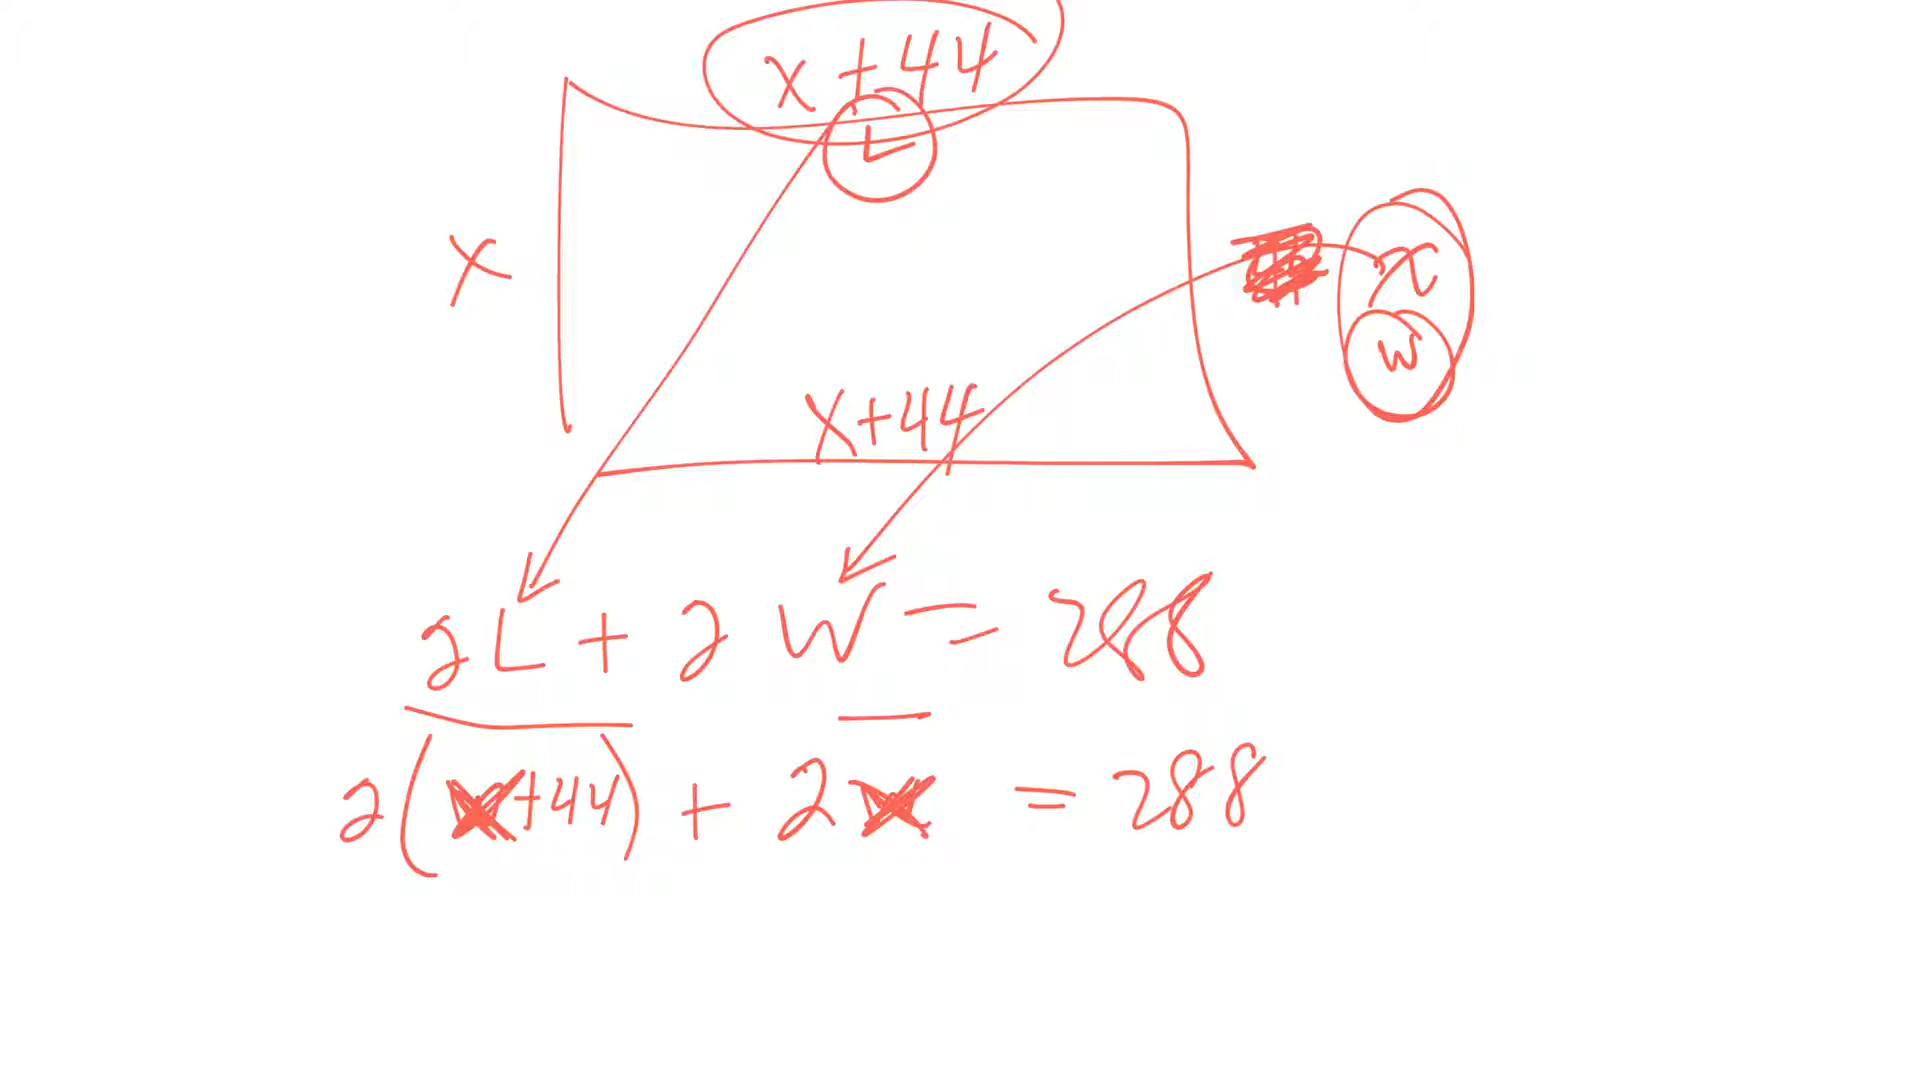 x + 44
L
x
x
w
x+44
2L + 2W = 288
2(x+44) + 2x = 288